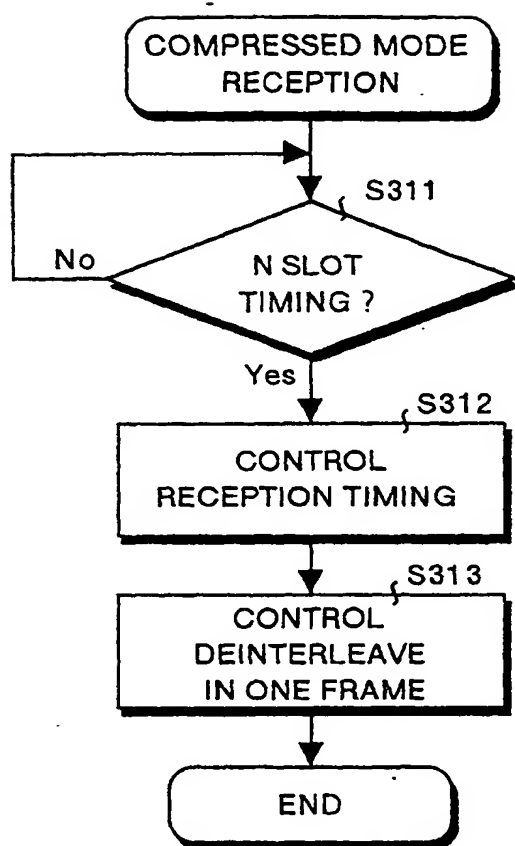 COMPRESSED MODE
RECEPTION
S311
No
N SLOT
TIMING ?
Yes
S312
CONTROL
RECEPTION TIMING
S313
CONTROL
DEINTERLEAVE
IN ONE FRAME
END